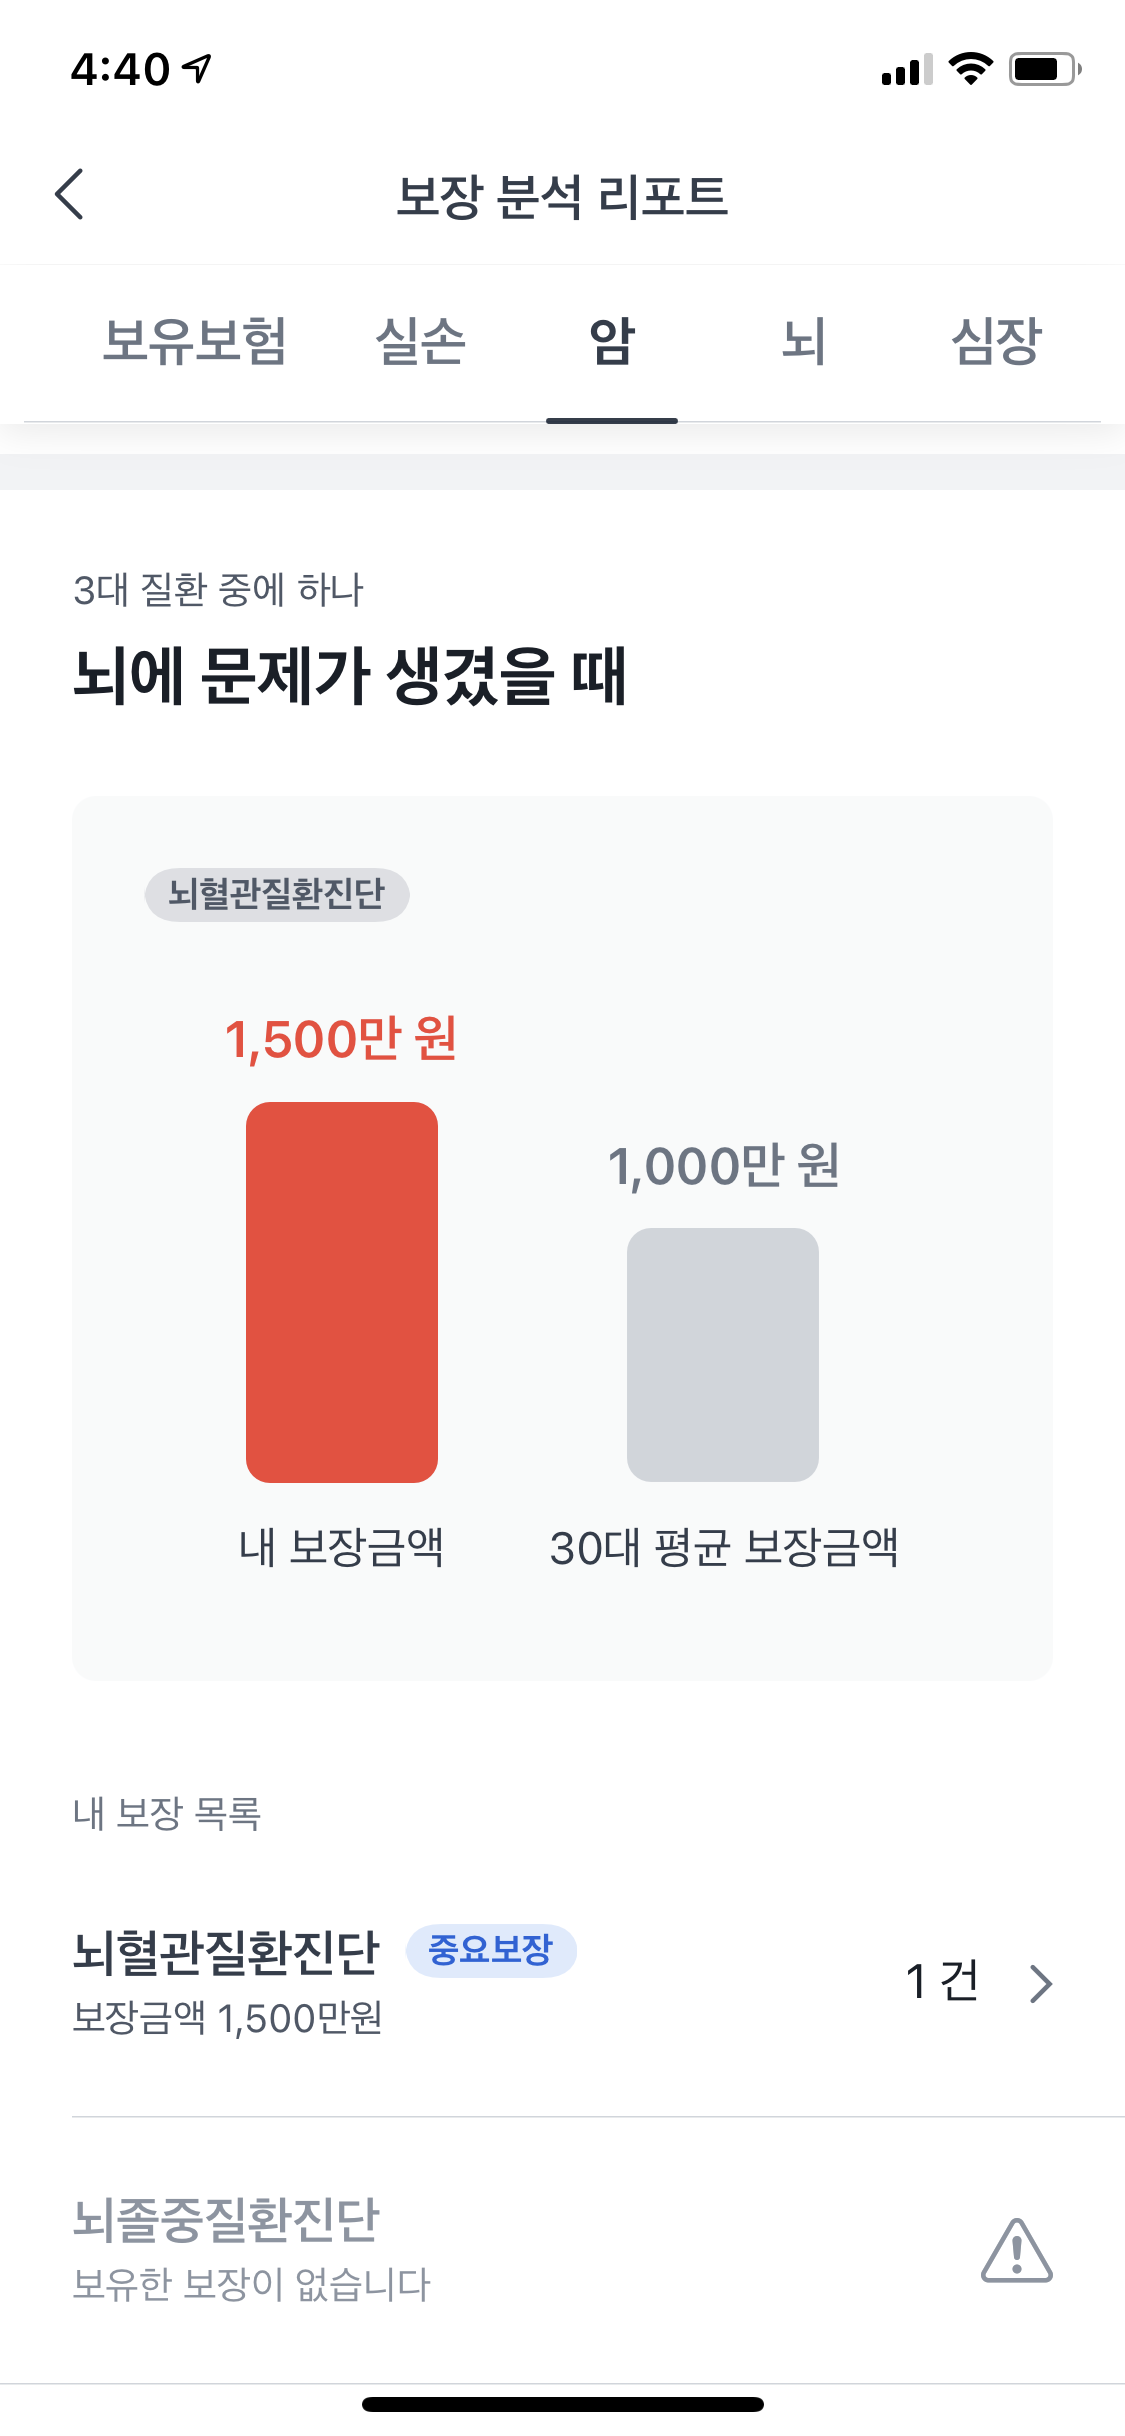 4:40
보장 분석 리포트
보유보험 실손 암 뇌 심장
3대 질환 중에 하나
뇌에 문제가 생겼을 때
뇌혈관질환진단
1,500만 원
1,000만 원
내 보장금액 30대 평균 보장금액
내 보장 목록
뇌혈관질환진단 중요보장
보장금액 1,500만원
1 건
뇌졸중질환진단
보유한 보장이 없습니다